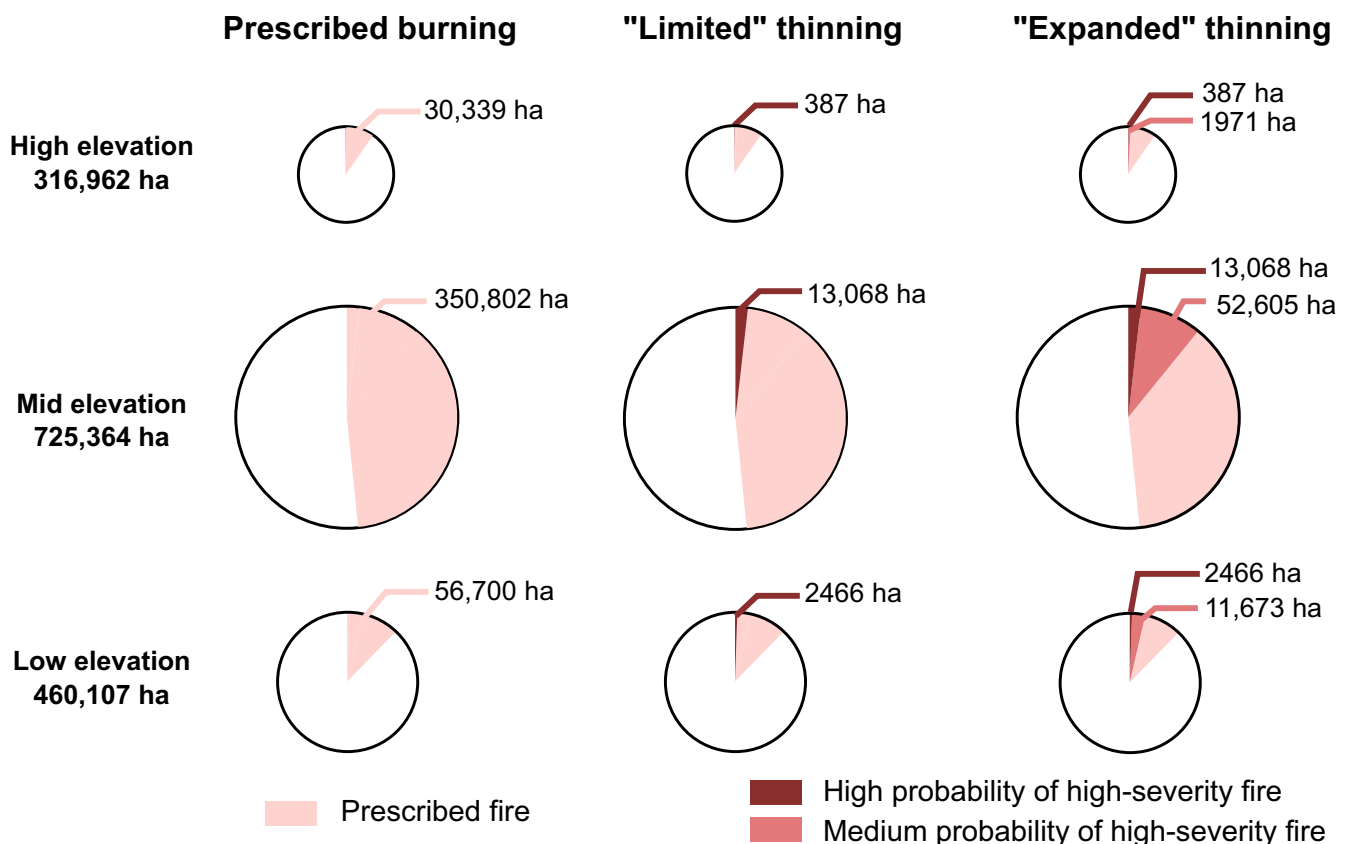 Prescribed burning
"Limited" thinning
"Expanded" thinning
High elevation
316,962 ha
30,339 ha
387 ha
387 ha
1971 ha
Mid elevation
725,364 ha
350,802 ha
13,068 ha
13,068 ha
52,605 ha
Low elevation
460,107 ha
56,700 ha
2466 ha
2466 ha
11,673 ha
Prescribed fire
High probability of high-severity fire
Medium probability of high-severity fire